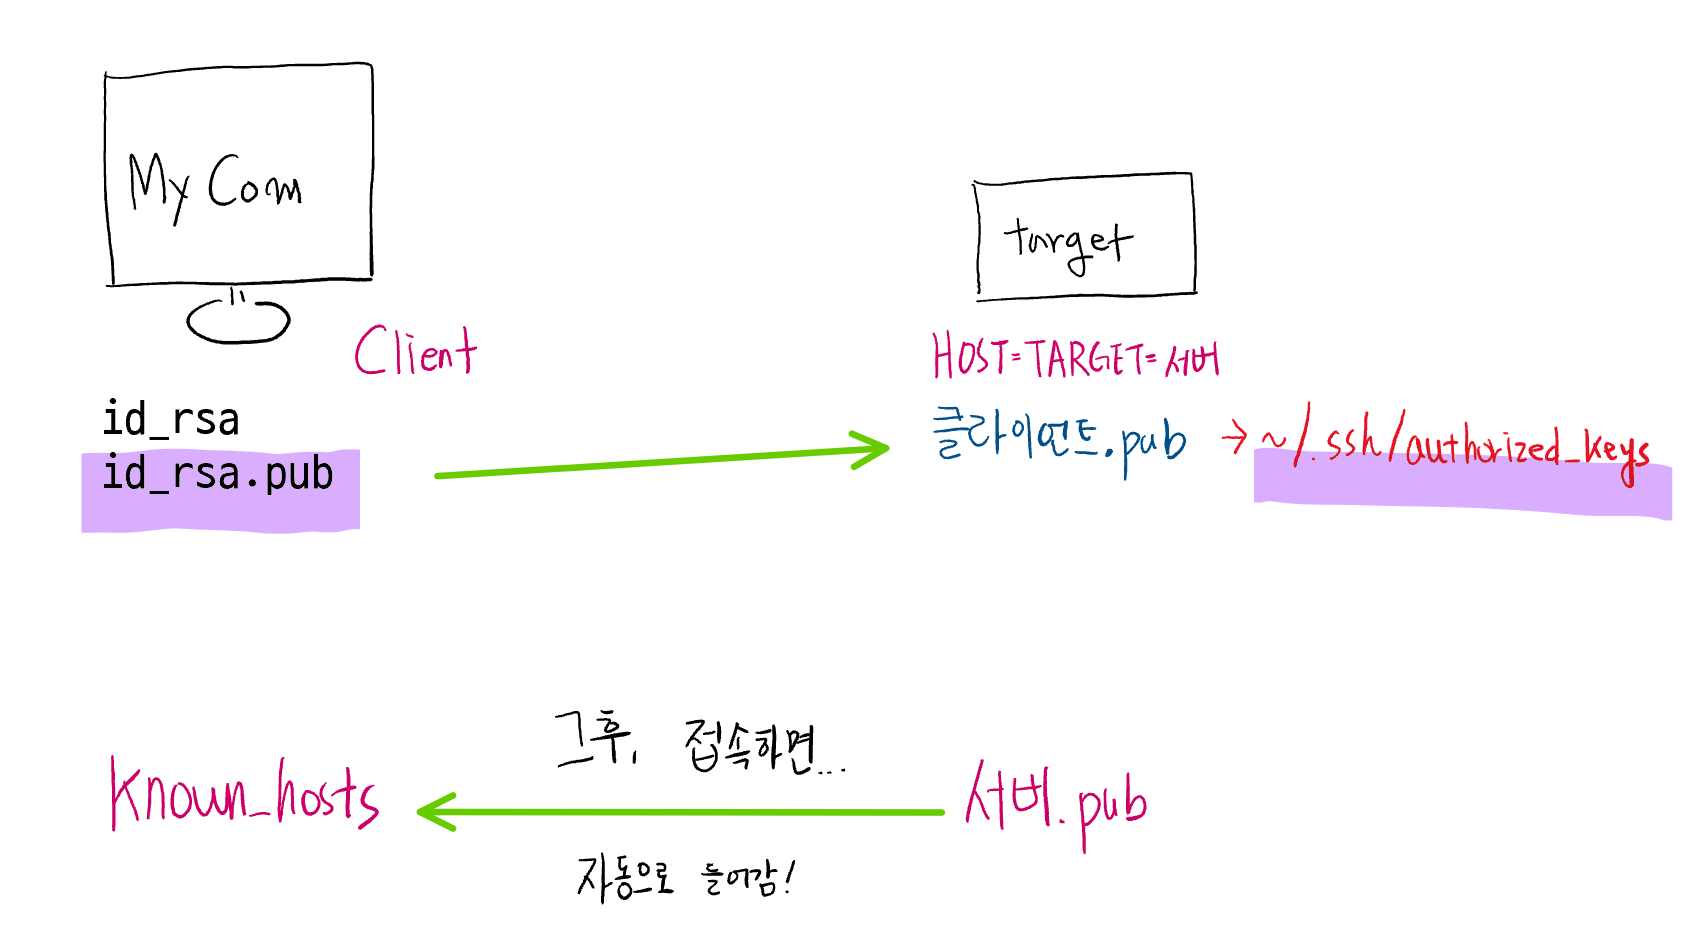 My Com
target
Client
HOST=TARGET=서버
id_rsa
클라이언트.pub → ~/.ssh/authorized_keys
id_rsa.pub
그후, 접속하면...
known_hosts
서버.pub
자동으로 들어감!